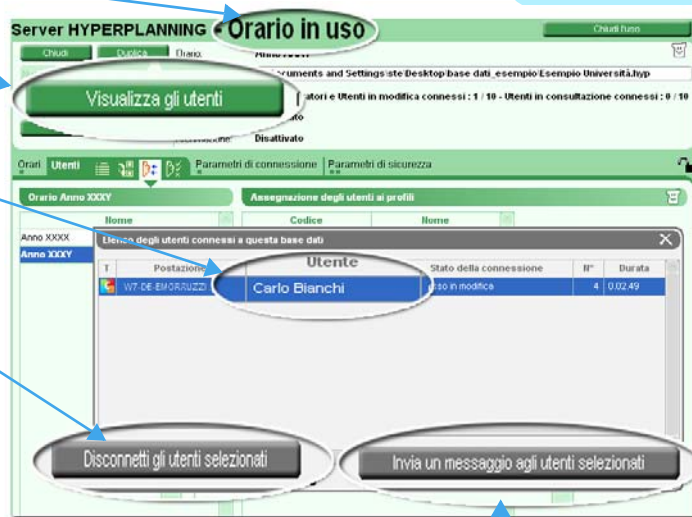 Server HYPERPLANNING - Orario in uso
Chiudi l'uso
Chiudi
Duplica
Orario:
Visualizza gli utenti
Documents and Settings\ste\Desktop\base dati_esempio\Esempio Università.hyp
atori e Utenti in modifica connessi : 1 / 10 - Utenti in consultazione connessi : 0 / 10
Disattivato
Orari Utenti Parametri di connessione Parametri di sicurezza
Orario Anno XXXY
Assegnazione degli utenti ai profili
Nome
Codice Nome
Anno XXXX
Anno XXXY
Elenco degli utenti connessi a questa base dati
T Postazione Utente Stato della connessione N° Durata
W7-DE-EMORRUZZI Carlo Bianchi sso in modifica 4 0.02.49
Disconnetti gli utenti selezionati
Invia un messaggio agli utenti selezionati